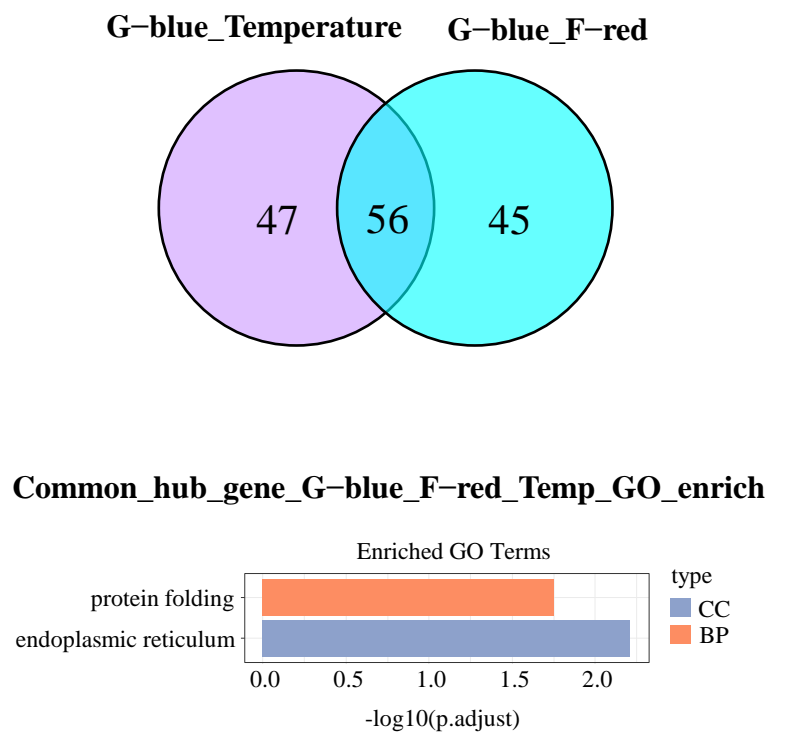 G−blue_Temperature
G−blue_F−red
47
56
45
Common_hub_gene_G−blue_F−red_Temp_GO_enrich
Enriched GO Terms
protein folding
endoplasmic reticulum
type
CC
BP
0.0 0.5 1.0 1.5 2.0
-log10(p.adjust)